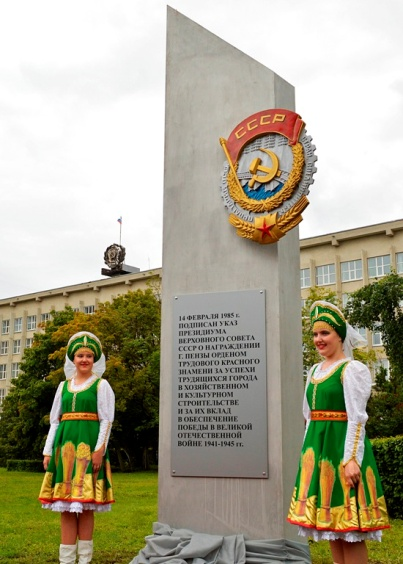 СССР
14 ФЕВРАЛЯ 1985 г.
ПОДПИСАН УКАЗ
ПРЕЗИДИУМА
ВЕРХОВНОГО СОВЕТА
СССР О НАГРАЖДЕНИИ
Г. ПЕНЗЫ ОРДЕНОМ
ТРУДОВОГО КРАСНОГО
ЗНАМЕНИ ЗА УСПЕХИ
ТРУДЯЩИХСЯ ГОРОДА
В ХОЗЯЙСТВЕННОМ
И КУЛЬТУРНОМ
СТРОИТЕЛЬСТВЕ
И ЗА ИХ ВКЛАД
В ОБЕСПЕЧЕНИЕ
ПОБЕДЫ В ВЕЛИКОЙ
ОТЕЧЕСТВЕННОЙ
ВОЙНЕ 1941-1945 гг.